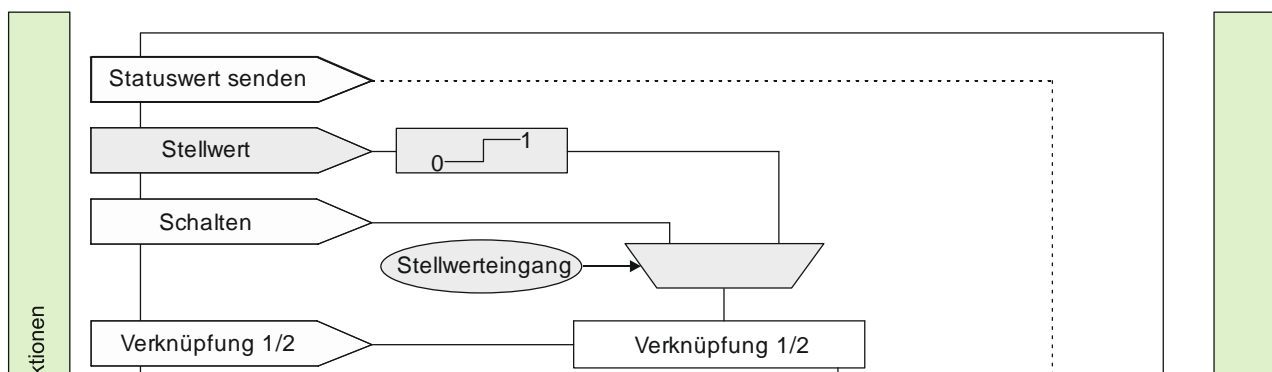 Statuswert senden
Stellwert
0 1
Schalten
Stellwerteingang
Verknüpfung 1/2
Verknüpfung 1/2
ktionen